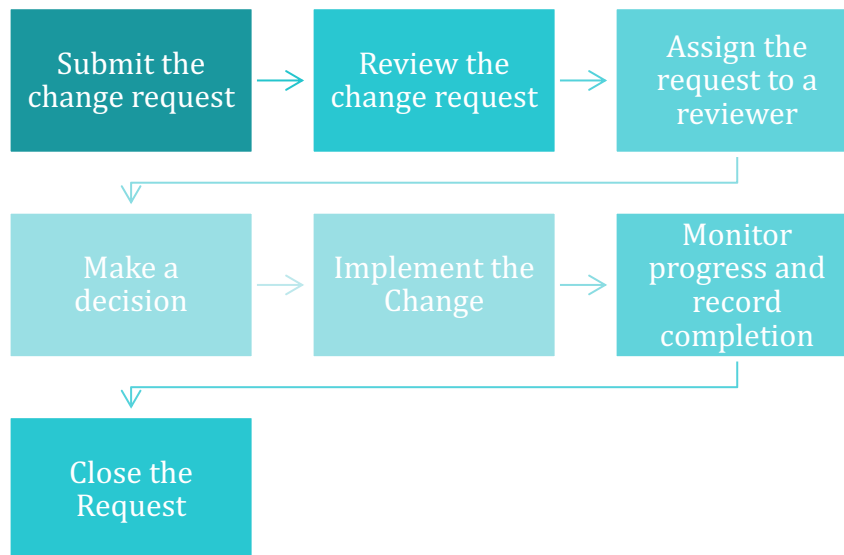 Submit the
change request
Review the
change request
Assign the
request to a
reviewer
Make a
decision
Implement the
Change
Monitor
progress and
record
completion
Close the
Request